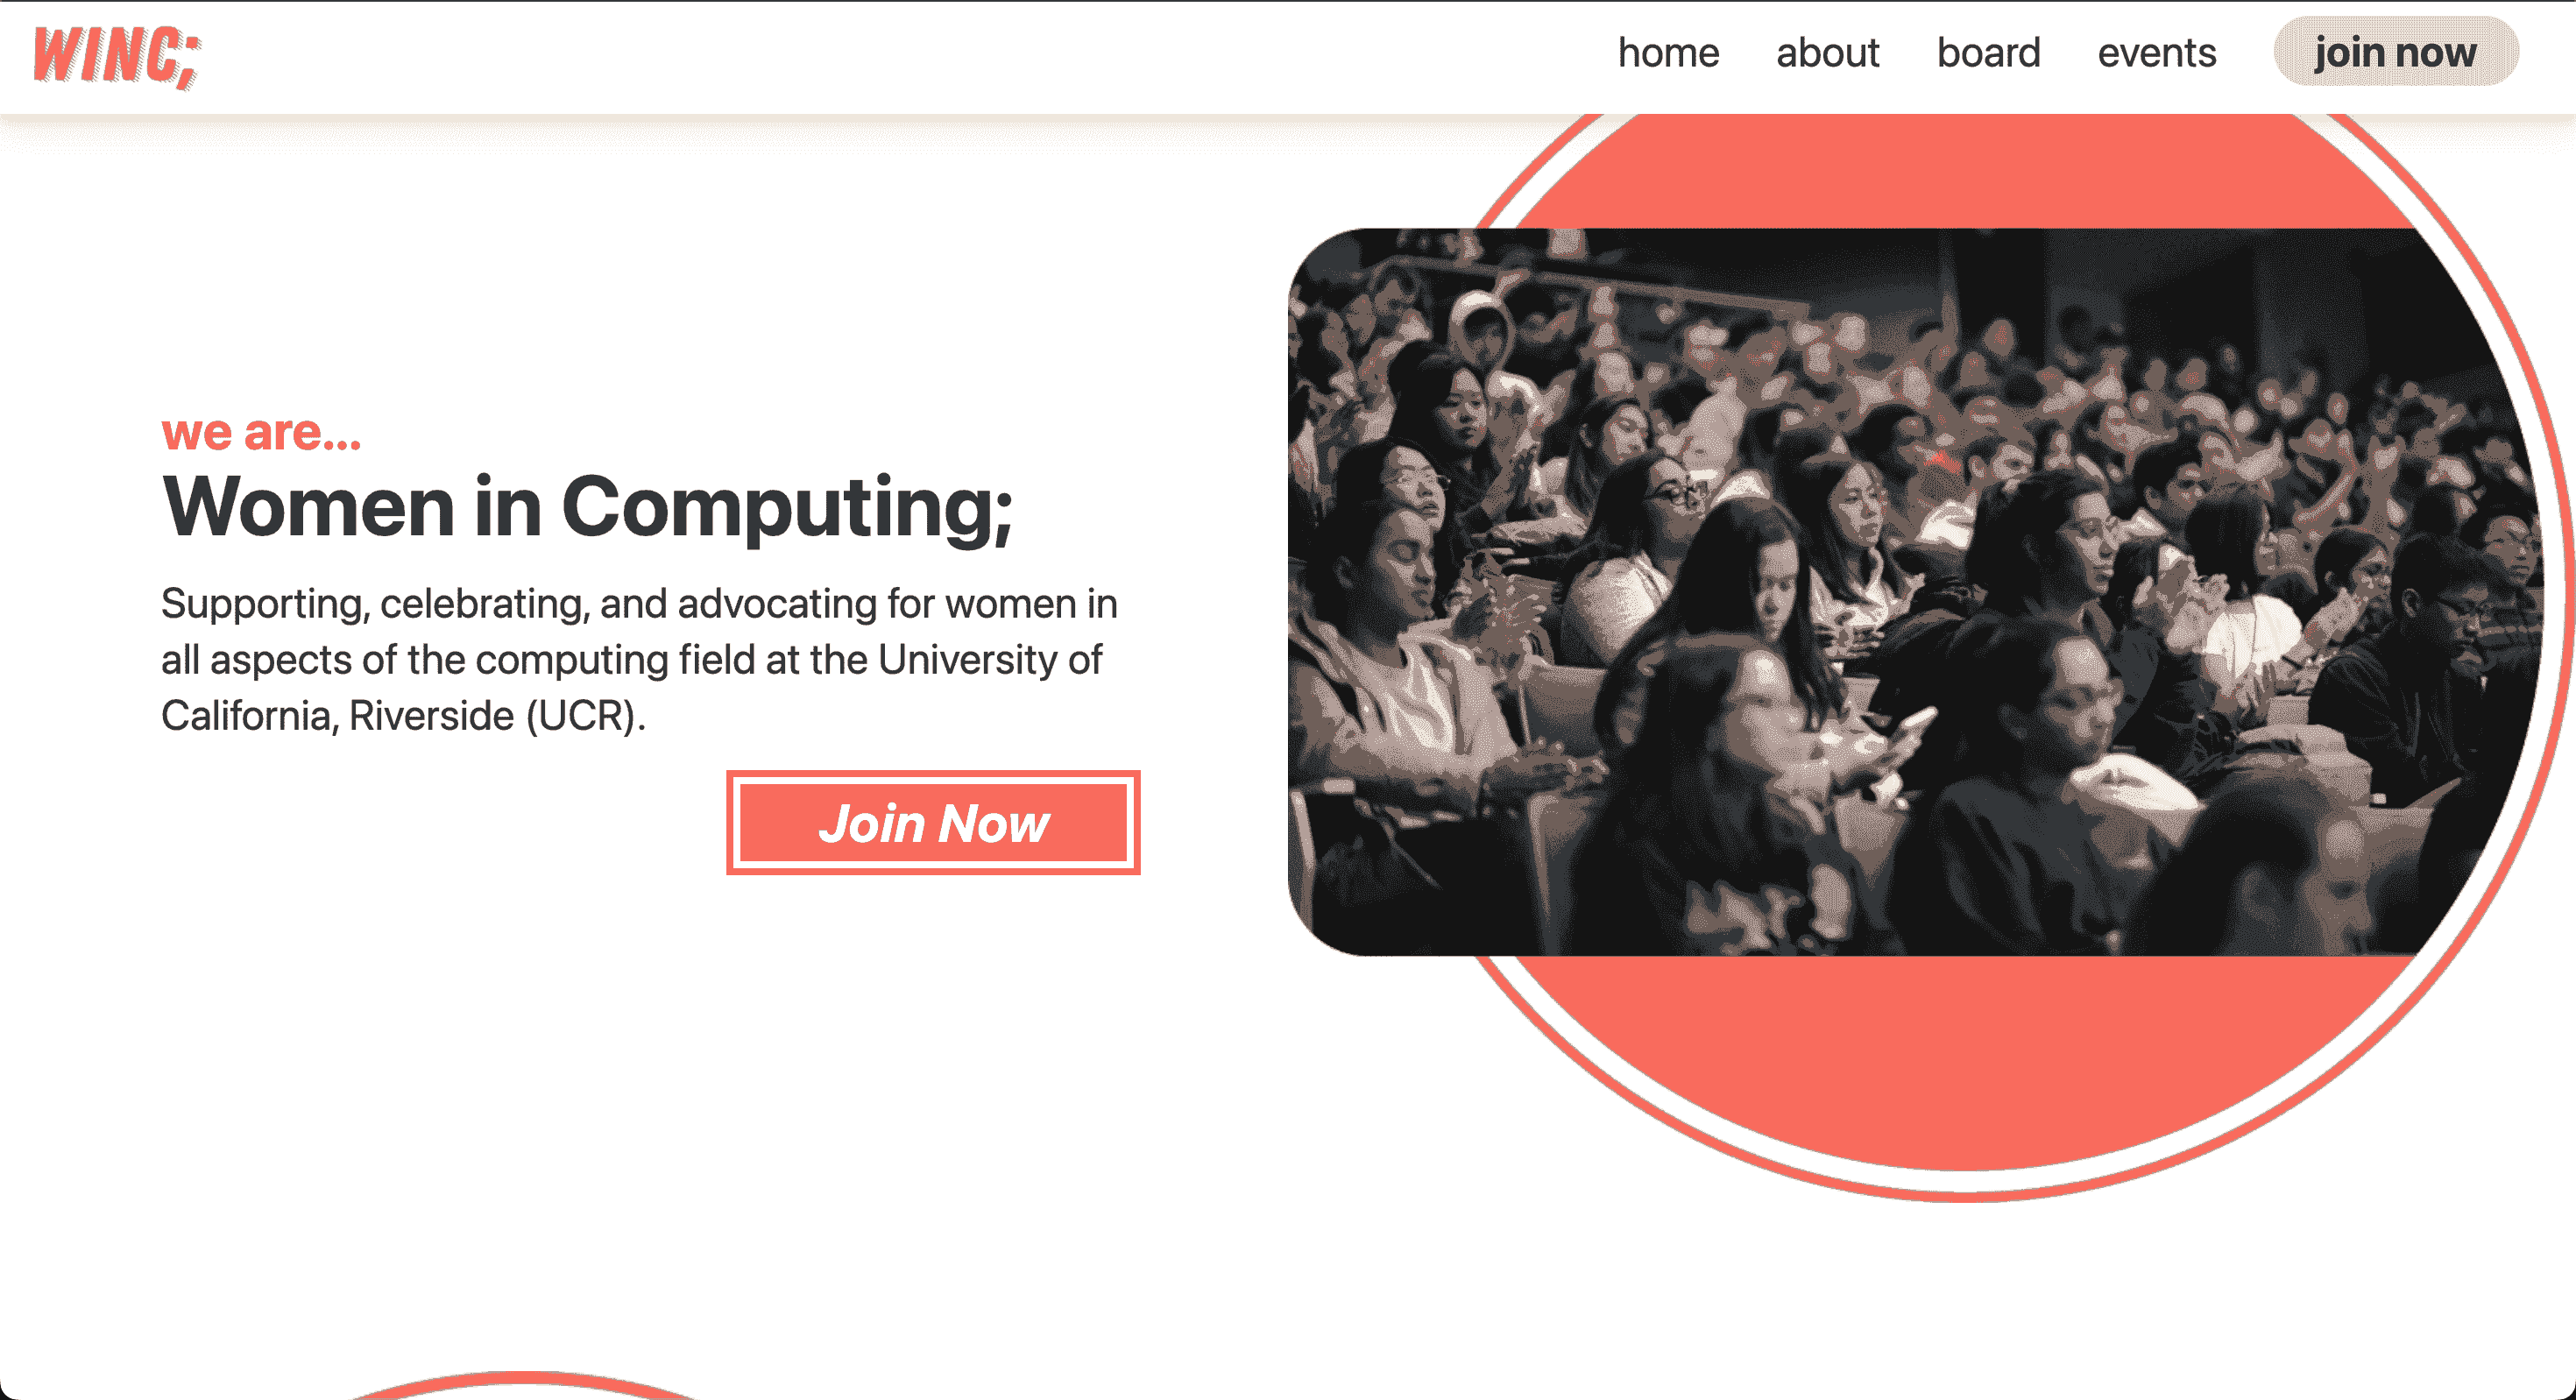 WINC;
home about board events join now
we are...
Women in Computing;
Supporting, celebrating, and advocating for women in
all aspects of the computing field at the University of
California, Riverside (UCR).
Join Now